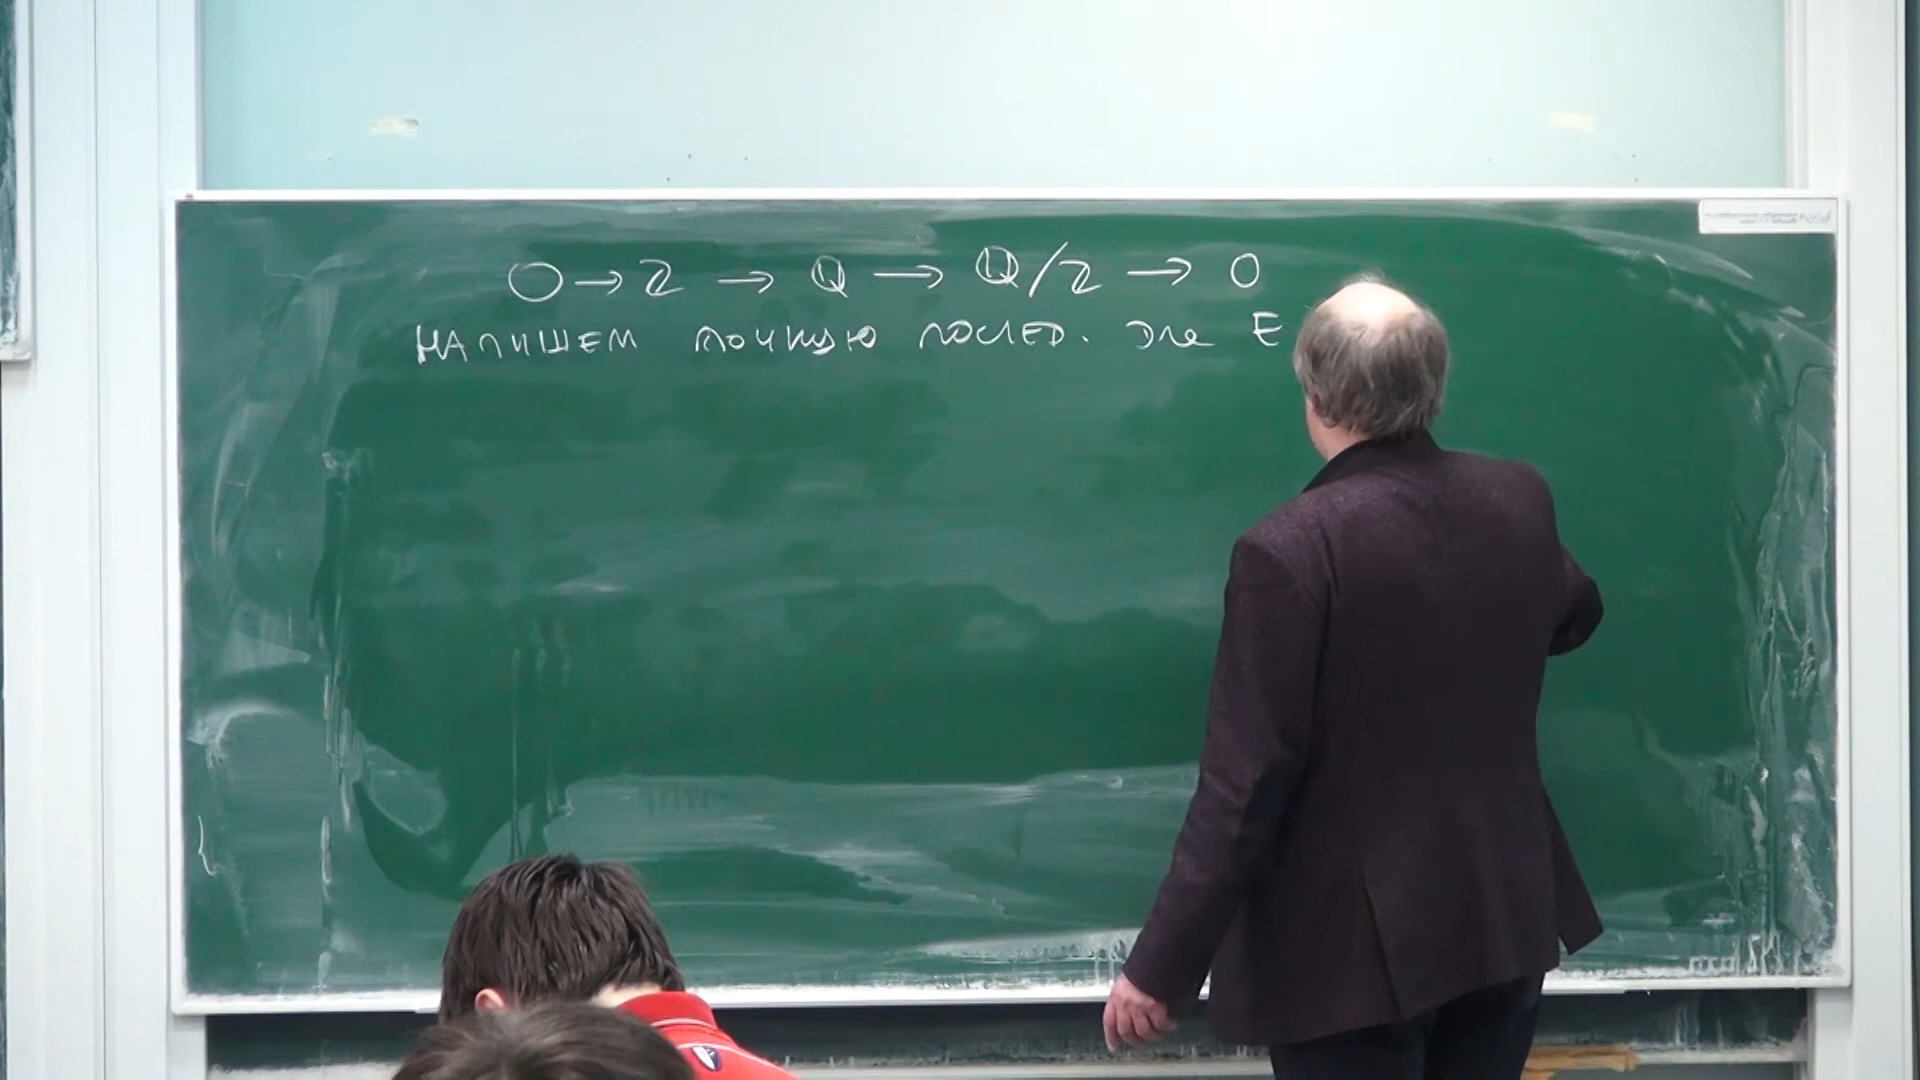 0 → Z → Q → Q/Z → 0
НАПИШЕМ ТОЧНУЮ ПОСЛЕД. для E